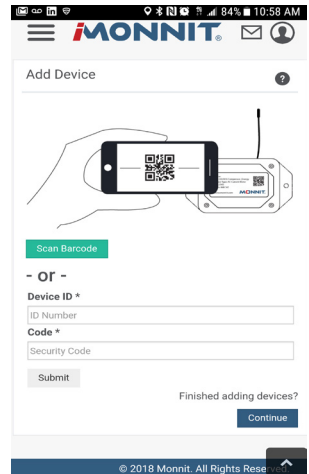 84% 10:58 AM
iMONNIT®
Add Device
?
MONNIT
Scan Barcode
- or -
Device ID *
ID Number
Code *
Security Code
Submit
Finished adding devices?
Continue
© 2018 Monnit. All Rights Reserved.